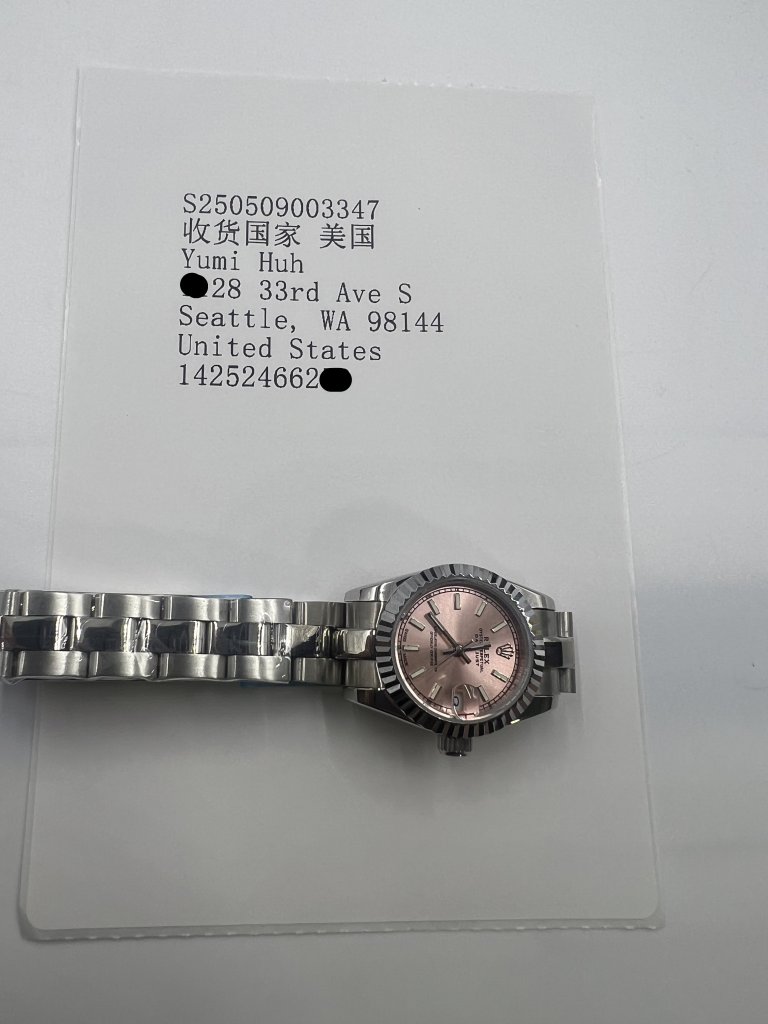 S250509003347
收货国家 美国
Yumi Huh
28 33rd Ave S
Seattle, WA 98144
United States
142524662
ROLEX